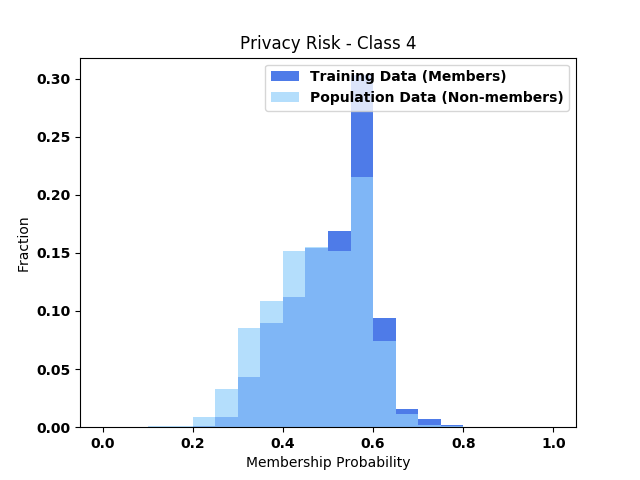 Privacy Risk - Class 4
Training Data (Members)
Population Data (Non-members)
0.30
0.25
0.20
0.15
0.10
0.05
0.00
Fraction
0.0 0.2 0.4 0.6 0.8 1.0
Membership Probability